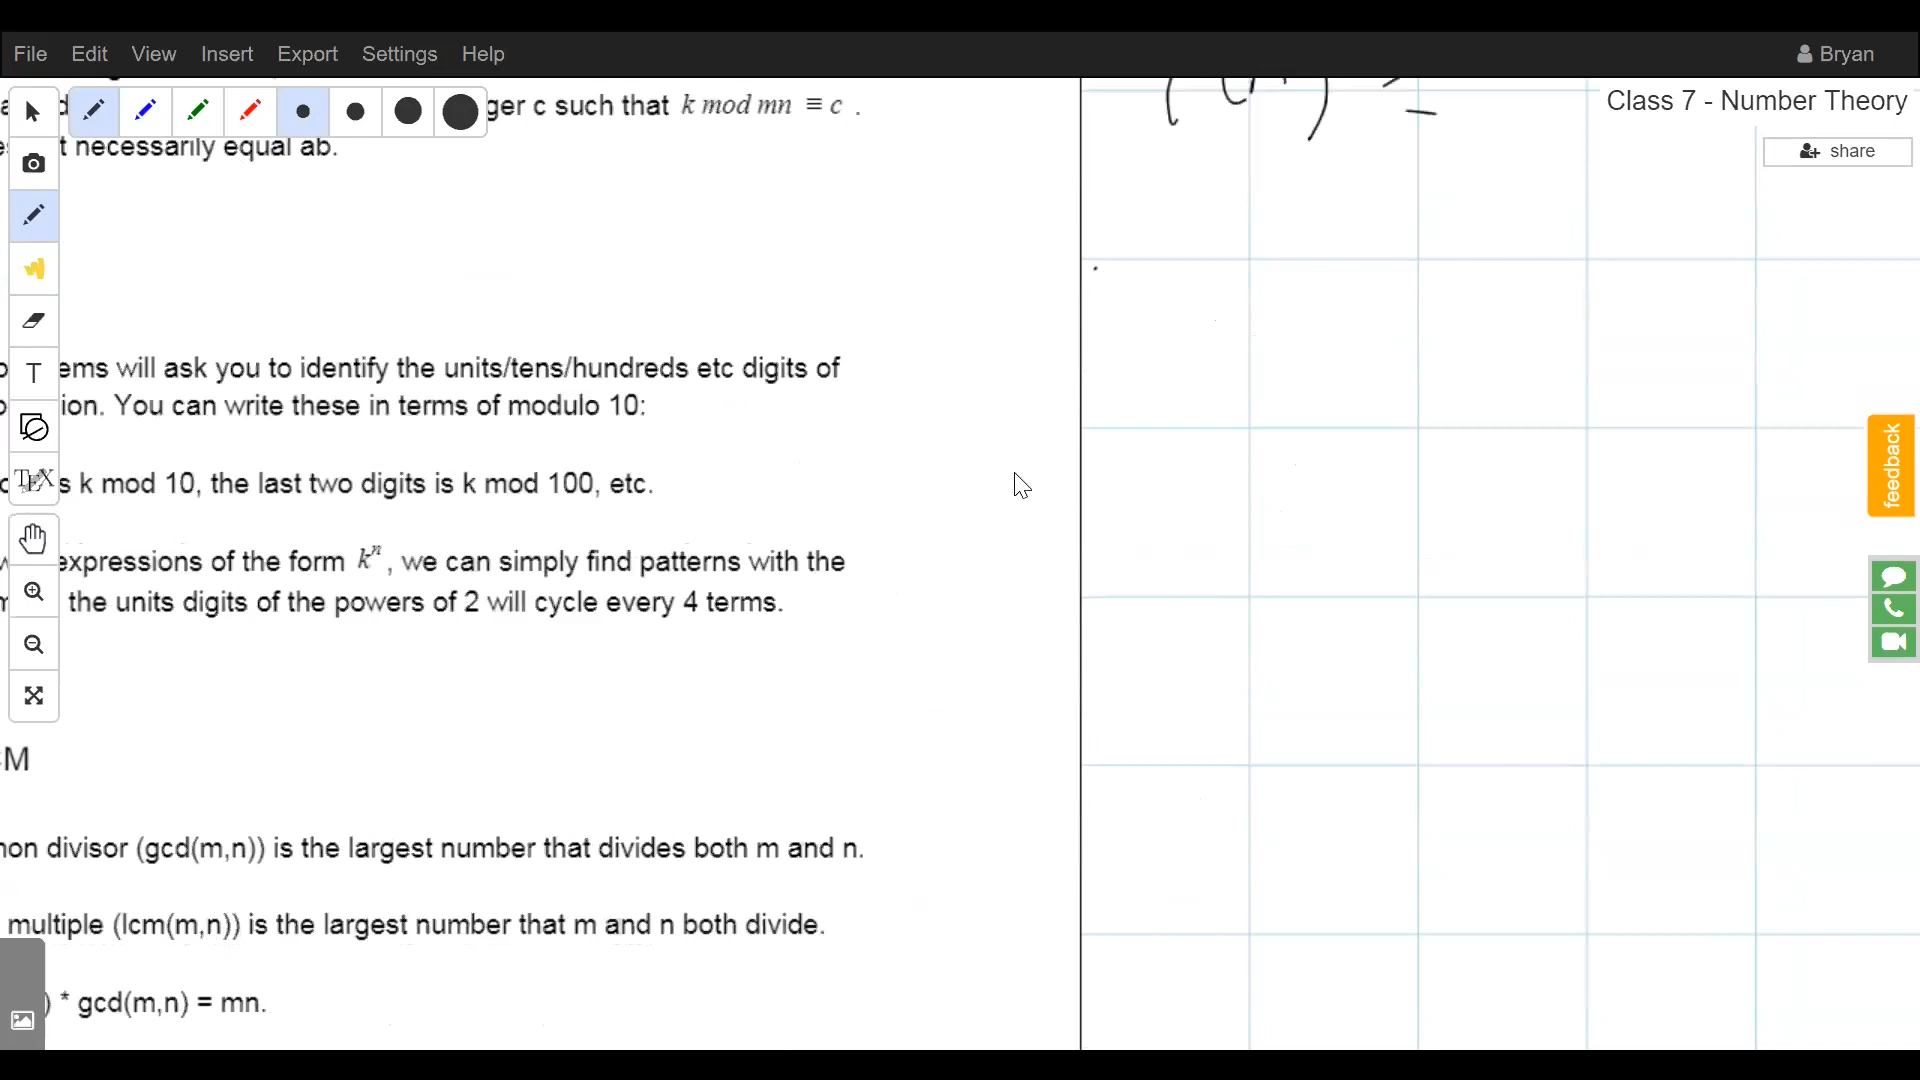 File Edit View Insert Export Settings Help Bryan
Class 7 - Number Theory
ger c such that k mod mn ≡ c .
share
t necessarily equal ab.
ems will ask you to identify the units/tens/hundreds etc digits of
T
ion. You can write these in terms of modulo 10:
feedback
TEX s k mod 10, the last two digits is k mod 100, etc.
expressions of the form kⁿ, we can simply find patterns with the
the units digits of the powers of 2 will cycle every 4 terms.
CM
non divisor (gcd(m,n)) is the largest number that divides both m and n.
multiple (lcm(m,n)) is the largest number that m and n both divide.
) * gcd(m,n) = mn.